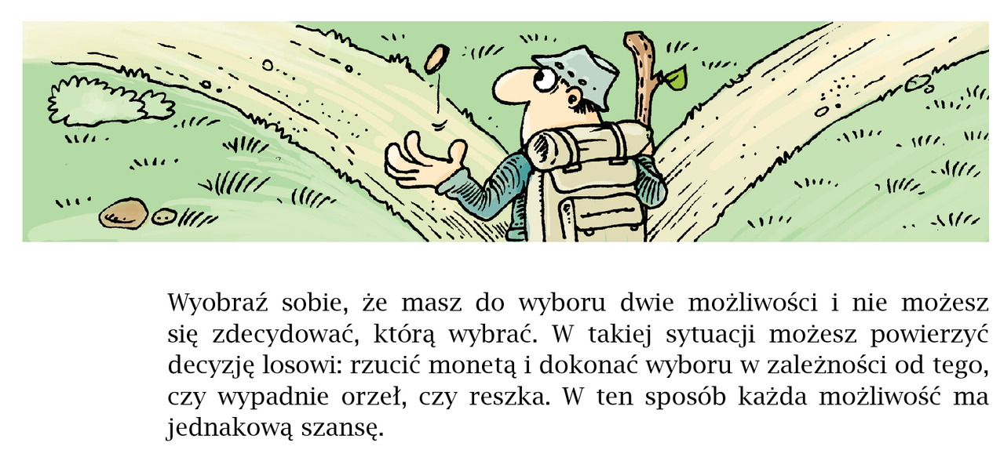 Wyobraź sobie, że masz do wyboru dwie możliwości i nie możesz
się zdecydować, którą wybrać. W takiej sytuacji możesz powierzyć
decyzję losowi: rzucić monetą i dokonać wyboru w zależności od tego,
czy wypadnie orzeł, czy reszka. W ten sposób każda możliwość ma
jednakową szansę.